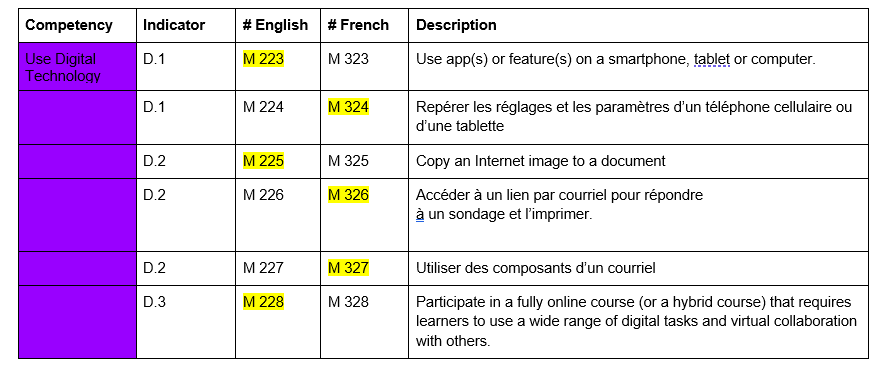 Competency Indicator # English # French Description
Use Digital Technology D.1 M 223 M 323 Use app(s) or feature(s) on a smartphone, tablet or computer.
D.1 M 224 M 324 Repérer les réglages et les paramètres d’un téléphone cellulaire ou
d’une tablette
D.2 M 225 M 325 Copy an Internet image to a document
D.2 M 226 M 326 Accéder à un lien par courriel pour répondre
à un sondage et l’imprimer.
D.2 M 227 M 327 Utiliser des composants d’un courriel
D.3 M 228 M 328 Participate in a fully online course (or a hybrid course) that requires
learners to use a wide range of digital tasks and virtual collaboration
with others.